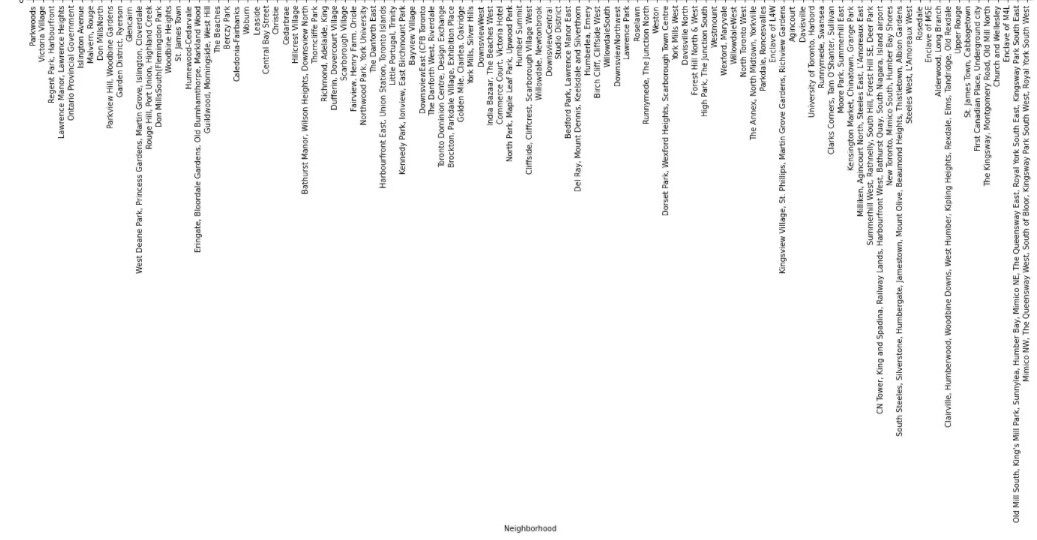 0
Parkwoods
Victoria Village
Regent Park, Harbourfront
Lawrence Manor, Lawrence Heights
Ontario Provincial Government
Islington Avenue
Malvern, Rouge
Don MillsNorth
Parkview Hill, Woodbine Gardens
Garden District, Ryerson
Glencairn
West Deane Park, Princess Gardens, Martin Grove, Islington, Cloverdale
Rouge Hill, Port Union, Highland Creek
Don MillsSouth(Flemingdon Park
Woodbine Heights
St. James Town
Humewood-Cedarvale
Eringate, Bloordale Gardens, Old Burnhamthorpe, Markland Wood
Guildwood, Morningside, West Hill
The Beaches
Berczy Park
Caledonia-Fairbanks
Woburn
Leaside
Central Bay Street
Christie
Cedarbrae
Hillcrest Village
Bathurst Manor, Wilson Heights, Downsview North
Thorncliffe Park
Richmond, Adelaide, King
Dufferin, Dovercourt Village
Scarborough Village
Fairview, Henry Farm, Oriole
Northwood Park, York University
The Danforth East
Harbourfront East, Union Station, Toronto Islands
Little Portugal, Trinity
Kennedy Park, Ionview, East Birchmount Park
Bayview Village
DownsviewEast (CFB Toronto
The Danforth West, Riverdale
Toronto Dominion Centre, Design Exchange
Brockton, Parkdale Village, Exhibition Place
Golden Mile, Clairlea, Oakridge
York Mills, Silver Hills
DownsviewWest
India Bazaar, The Beaches West
Commerce Court, Victoria Hotel
North Park, Maple Leaf Park, Upwood Park
Humber Summit
Cliffside, Cliffcrest, Scarborough Village West
Willowdale, Newtonbrook
DownsviewCentral
Studio District
Bedford Park, Lawrence Manor East
Del Ray, Mount Dennis, Keelsdale and Silverthorn
Humberlea, Emery
Birch Cliff, Cliffside West
WillowdaleSouth
DownsviewNorthwest
Lawrence Park
Roselawn
Runnymede, The Junction North
Weston
Dorset Park, Wexford Heights, Scarborough Town Centre
York Mills West
Davisville North
Forest Hill North & West
High Park, The Junction South
Westmount
Wexford, Maryvale
WillowdaleWest
North Toronto West
The Annex, North Midtown, Yorkville
Parkdale, Roncesvalles
Enclave of L4W
Kingsview Village, St. Phillips, Martin Grove Gardens, Richview Gardens
Agincourt
Davisville
University of Toronto, Harbord
Runnymede, Swansea
Clarks Corners, Tam O'Shanter, Sullivan
Moore Park, Summerhill East
Kensington Market, Chinatown, Grange Park
Milliken, Agincourt North, Steeles East, L'Amoreaux East
Summerhill West, Rathnelly, South Hill, Forest Hill SE, Deer Park
CN Tower, King and Spadina, Railway Lands, Harbourfront West, Bathurst Quay, South Niagara, Island airport
New Toronto, Mimico South, Humber Bay Shores
South Steeles, Silverstone, Humbergate, Jamestown, Mount Olive, Beaumond Heights, Thistletown, Albion Gardens
Steeles West, L'Amoreaux West
Rosedale
Enclave of M5E
Alderwood, Long Branch
Clairville, Humberwood, Woodbine Downs, West Humber, Kipling Heights, Rexdale, Elms, Tandridge, Old Rexdale
Upper Rouge
St. James Town, Cabbagetown
First Canadian Place, Underground city
The Kingsway, Montgomery Road, Old Mill North
Church and Wellesley
Enclave of M4L
Old Mill South, King's Mill Park, Sunnylea, Humber Bay, Mimico NE, The Queensway East, Royal York South East, Kingsway Park South East
Mimico NW, The Queensway West, South of Bloor, Kingsway Park South West, Royal York South West
Neighborhood